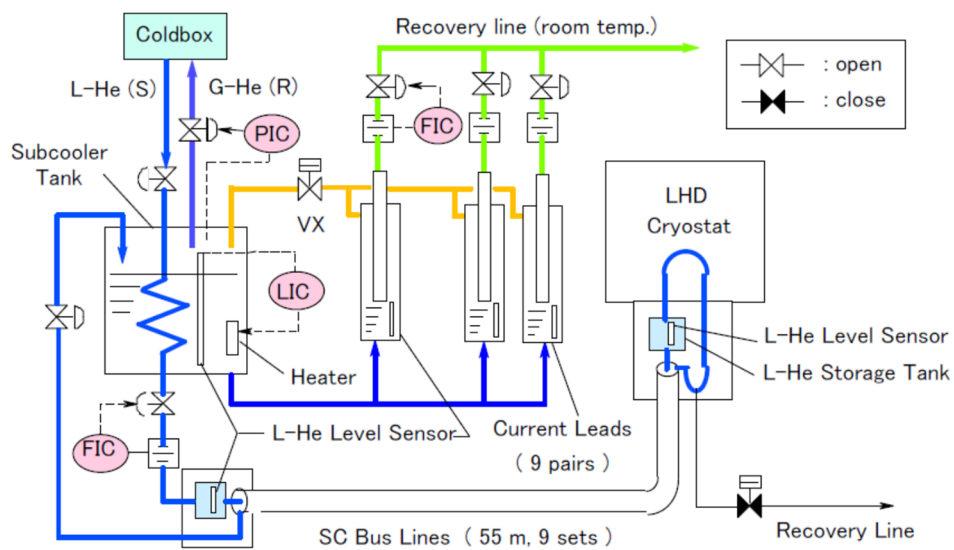 Coldbox
Recovery line (room temp.)
: open
: close
L-He (S)
G-He (R)
PIC
FIC
Subcooler
Tank
VX
LHD
Cryostat
LIC
L-He Level Sensor
L-He Storage Tank
Heater
FIC
L-He Level Sensor
Current Leads
( 9 pairs )
SC Bus Lines ( 55 m, 9 sets )
Recovery Line